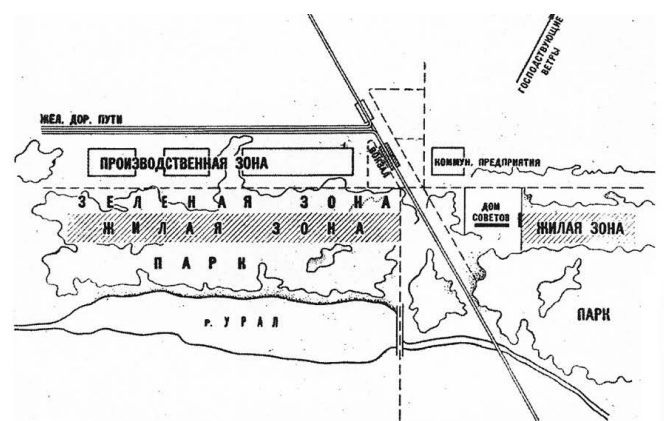 ГОСПОДСТВУЮЩИЕ
ВЕТРЫ
ЖЕЛ. ДОР. ПУТИ
ВОКЗАЛ
ПРОИЗВОДСТВЕННАЯ ЗОНА
КОММУН. ПРЕДПРИЯТИЯ
ЗЕЛЕНАЯ ЗОНА
ДОМ
СОВЕТОВ
ЖИЛАЯ ЗОНА
ЖИЛАЯ ЗОНА
ПАРК
ПАРК
р. УРАЛ